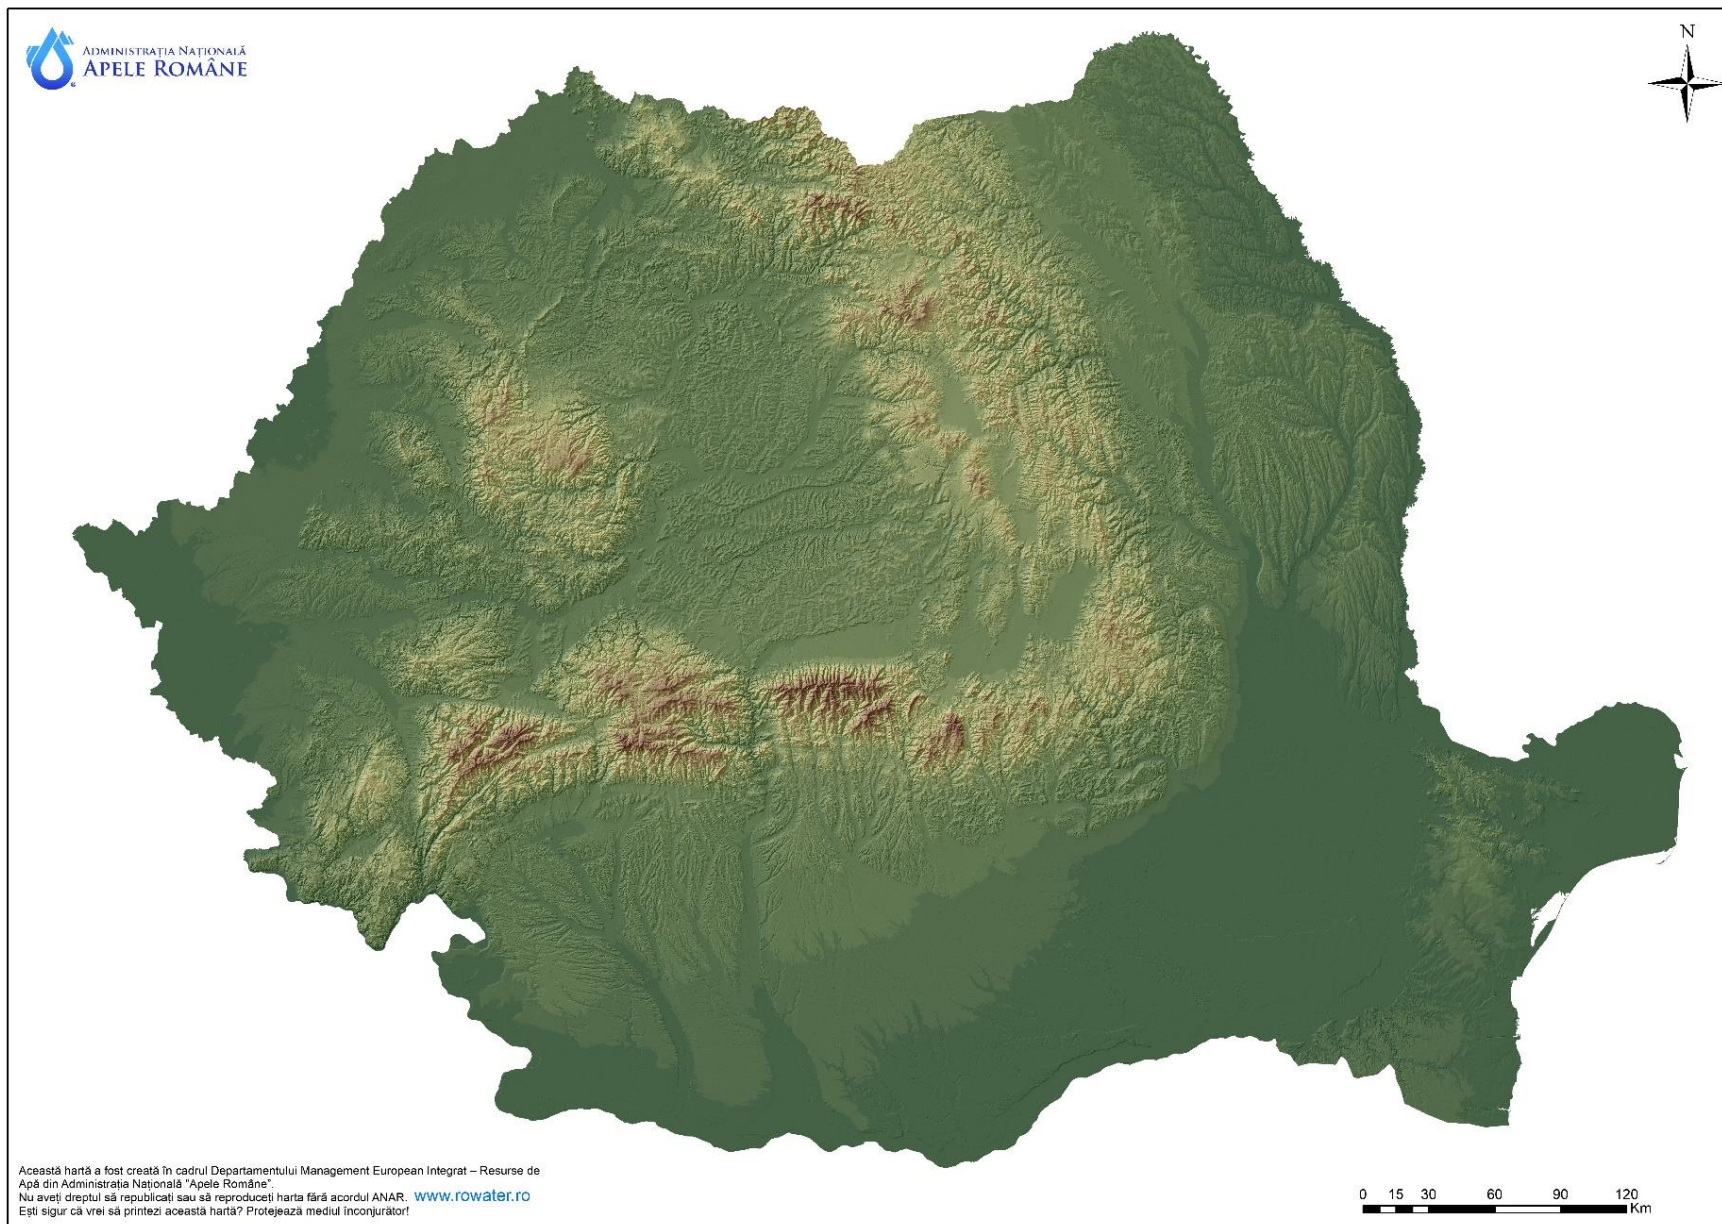 ADMINISTRAȚIA NAȚIONALĂ
APELE ROMÂNE
®
N
Această hartă a fost creată în cadrul Departamentului Management European Integrat – Resurse de
Apă din Administrația Națională "Apele Române".
Nu aveți dreptul să republicați sau să reproduceți harta fără acordul ANAR. www.rowater.ro
Ești sigur că vrei să printezi această hartă? Protejează mediul înconjurător!
0 15 30 60 90 120
Km